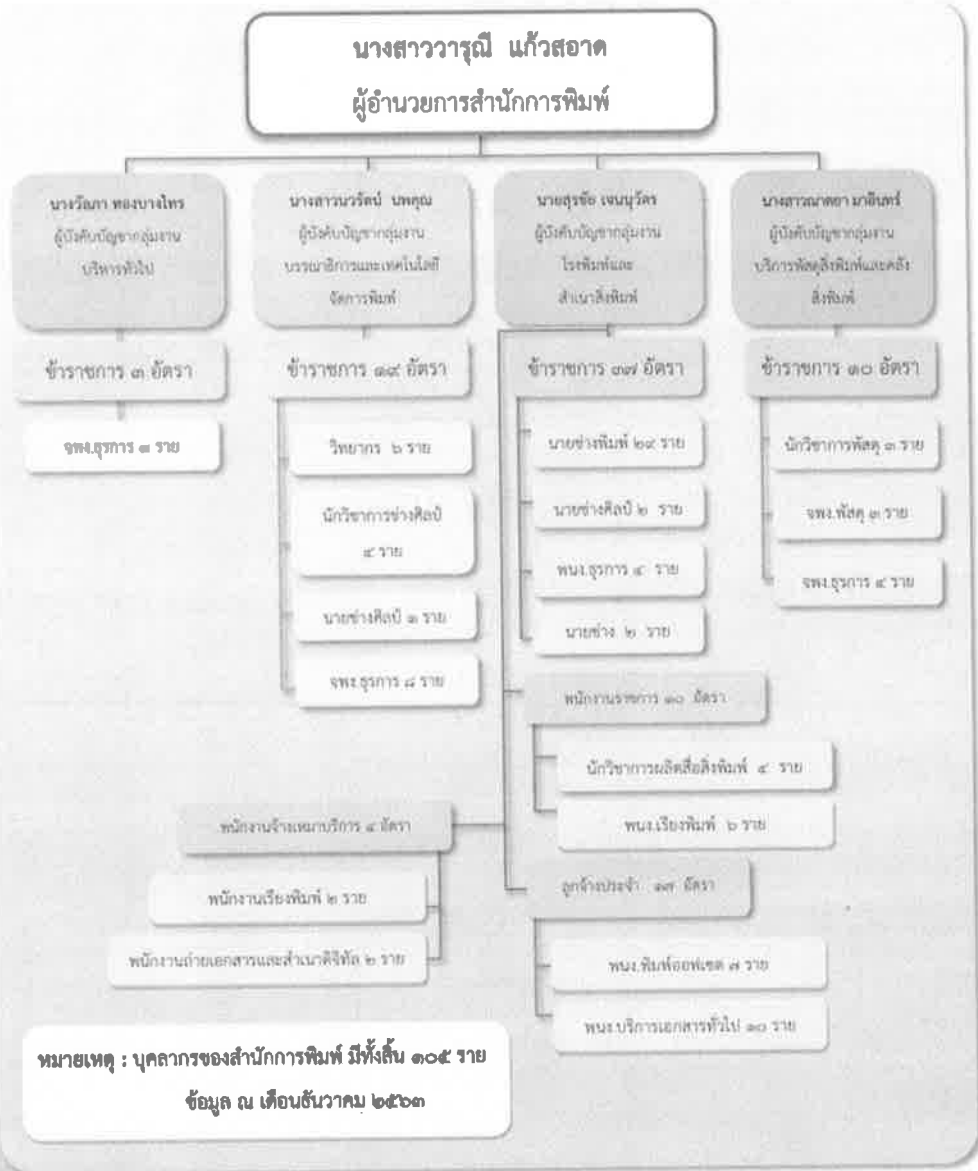 นางสาววารุณี แก้วสอาด
ผู้อำนวยการสำนักการพิมพ์
นางวัลภา ทองบางไทร
ผู้บังคับบัญชากลุ่มงาน
บริหารทั่วไป
ข้าราชการ ๓ อัตรา
จพง.ธุรการ ๓ ราย
นางสาวนวรัตน์ นพคุณ
ผู้บังคับบัญชากลุ่มงาน
บรรณาธิการและเทคโนโลยี
จัดการพิมพ์
ข้าราชการ ๑๙ อัตรา
วิทยากร ๖ ราย
นักวิชาการช่างศิลป์
๔ ราย
นายช่างศิลป์ ๑ ราย
จพง.ธุรการ ๘ ราย
นายสุรชัย เจนนุวัตร
ผู้บังคับบัญชากลุ่มงาน
โรงพิมพ์และ
สำเนาสิ่งพิมพ์
ข้าราชการ ๓๗ อัตรา
นายช่างพิมพ์ ๒๙ ราย
นายช่างศิลป์ ๒ ราย
พนง.ธุรการ ๔ ราย
นายช่าง ๒ ราย
พนักงานราชการ ๑๐ อัตรา
นักวิชาการผลิตสื่อสิ่งพิมพ์ ๔ ราย
พนง.เรียงพิมพ์ ๖ ราย
พนักงานจ้างเหมาบริการ ๔ อัตรา
พนักงานเรียงพิมพ์ ๒ ราย
พนักงานถ่ายเอกสารและสำเนาดิจิทัล ๒ ราย
ลูกจ้างประจำ ๑๗ อัตรา
พนง.พิมพ์ออฟเซต ๗ ราย
พนง.บริการเอกสารทั่วไป ๑๐ ราย
นางสาวณาตยา มาอินทร์
ผู้บังคับบัญชากลุ่มงาน
บริการพัสดุสิ่งพิมพ์และคลัง
สิ่งพิมพ์
ข้าราชการ ๑๐ อัตรา
นักวิชาการพัสดุ ๓ ราย
จพง.พัสดุ ๓ ราย
จพง.ธุรการ ๔ ราย
หมายเหตุ : บุคลากรของสำนักการพิมพ์ มีทั้งสิ้น ๑๐๕ ราย
ข้อมูล ณ เดือนธันวาคม ๒๕๖๓